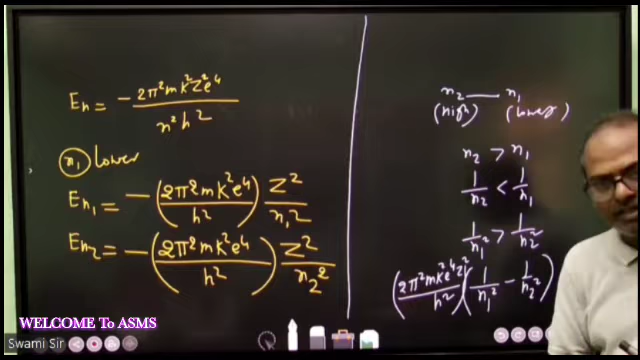 En = - 2π²mk²Z²e⁴ / n²h²
n₁ lower
En₁ = - (2π²mk²e⁴ / h²) Z² / n₁²
En₂ = - (2π²mk²e⁴ / h²) Z² / n₂²
n₂ — n₁
(high) (lower)
n₂ > n₁
1/n₂ < 1/n₁
1/n₁² > 1/n₂²
(2π²mk²e⁴Z² / h²) (1/n₁² - 1/n₂²)
WELCOME To ASMS
Swami Sir